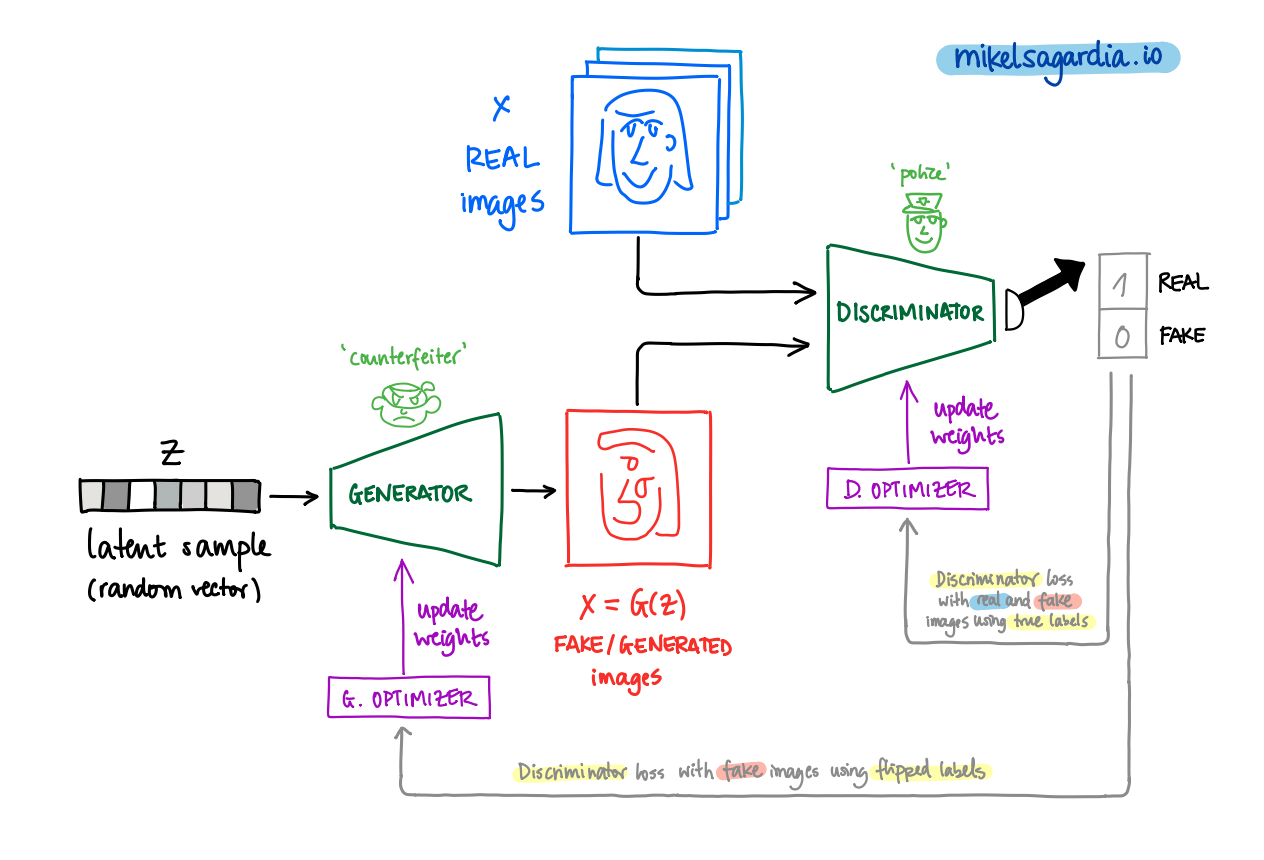 mikelsagardia.io
x
REAL
images
'police'
DISCRIMINATOR
1
REAL
0
FAKE
'counterfeiter'
z
GENERATOR
latent sample
(random vector)
update
weights
D. OPTIMIZER
Discriminator loss
with real and fake
images using true labels
x = G(z)
FAKE/GENERATED
images
update
weights
G. OPTIMIZER
Discriminator loss with fake images using flipped labels